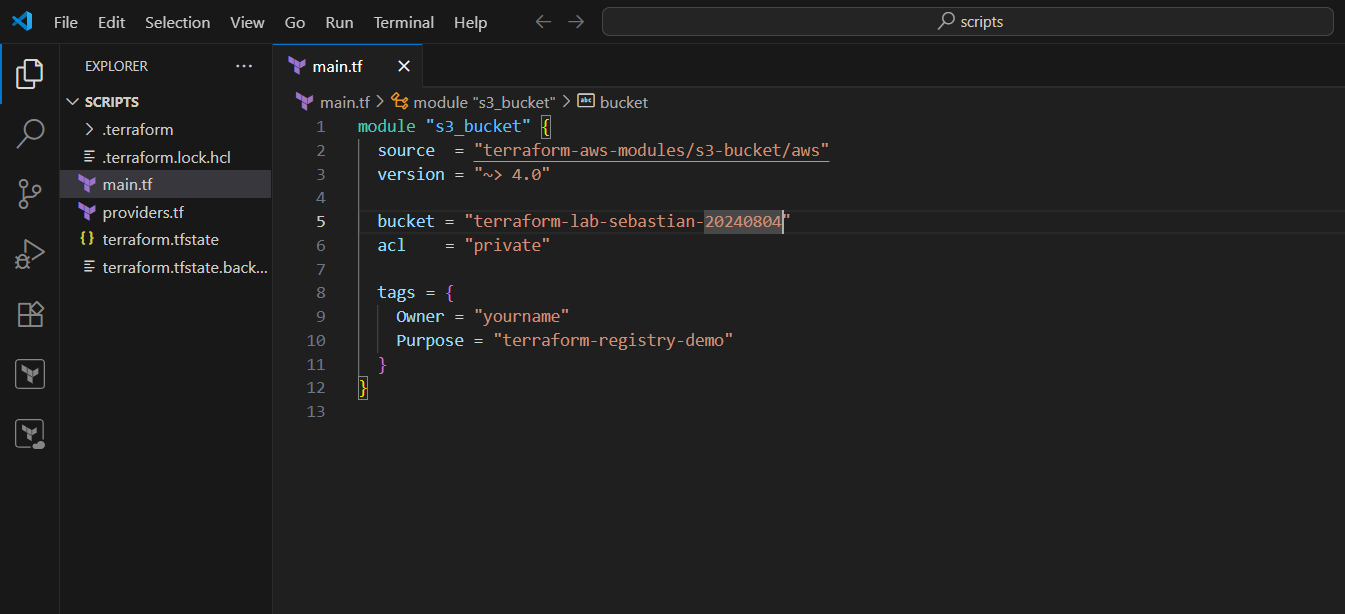 File Edit Selection View Go Run Terminal Help
scripts
EXPLORER
SCRIPTS
.terraform
.terraform.lock.hcl
main.tf
providers.tf
{} terraform.tfstate
terraform.tfstate.back...
main.tf
main.tf > module "s3_bucket" > abc bucket
1 module "s3_bucket" {
2 source  = "terraform-aws-modules/s3-bucket/aws"
3 version = "~> 4.0"
4
5 bucket = "terraform-lab-sebastian-20240804"
6 acl    = "private"
7
8 tags = {
9 Owner = "yourname"
10 Purpose = "terraform-registry-demo"
11 }
12 }
13